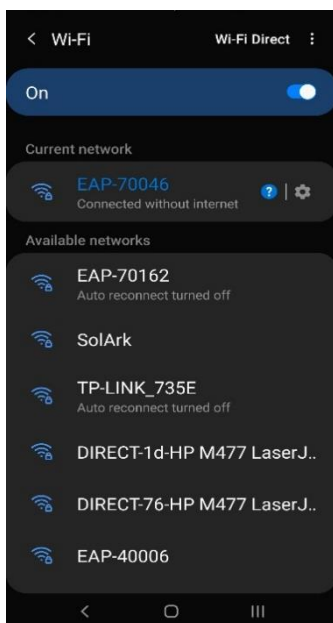 Wi-Fi
Wi-Fi Direct
On
Current network
EAP-70046
Connected without internet
Available networks
EAP-70162
Auto reconnect turned off
SolArk
TP-LINK_735E
Auto reconnect turned off
DIRECT-1d-HP M477 LaserJ..
DIRECT-76-HP M477 LaserJ..
EAP-40006